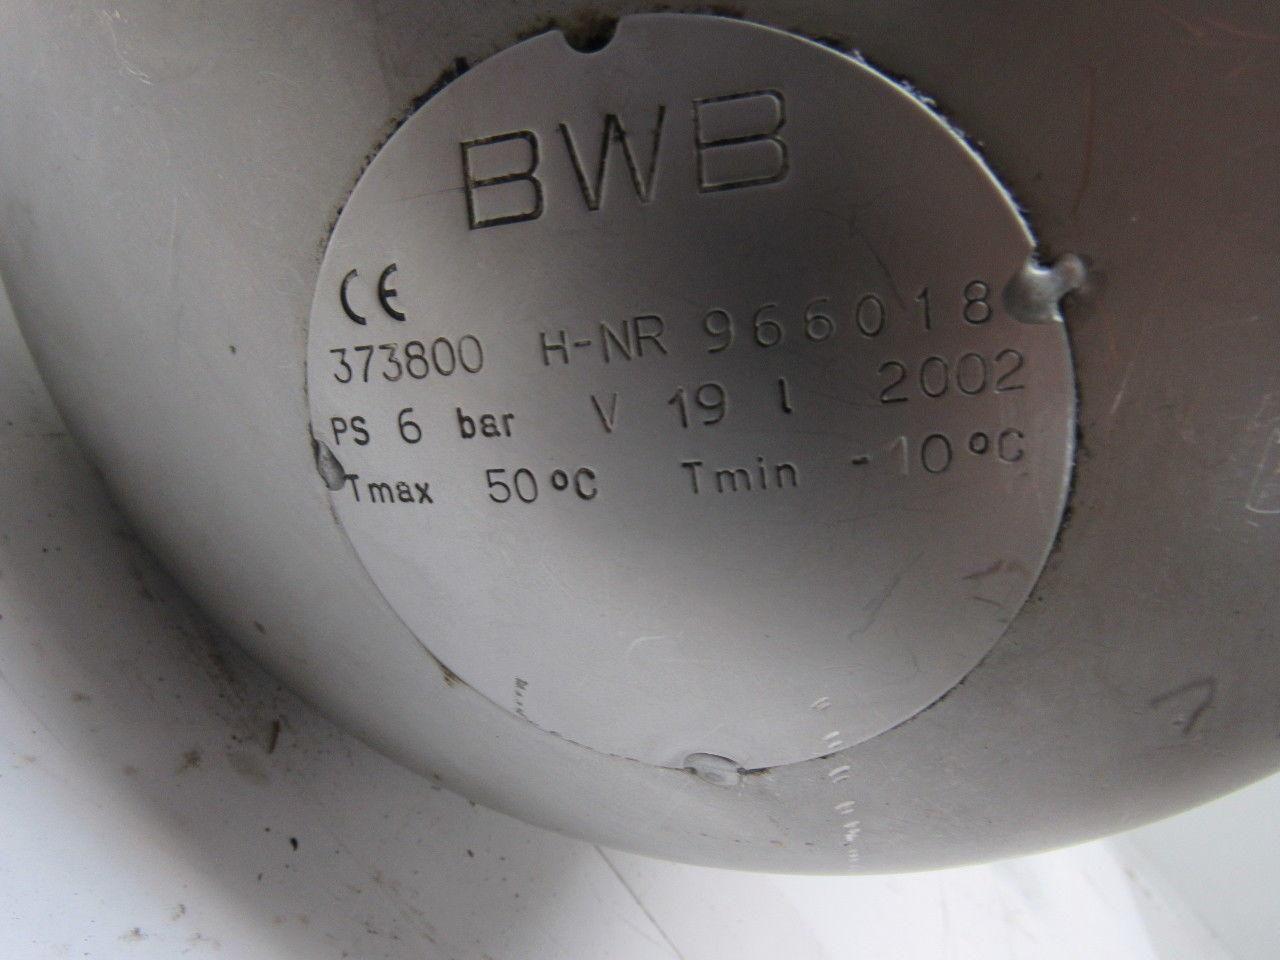 BWB
CE
373800 H-NR 966018
PS 6 bar V 19 l 2002
Tmax 50°C Tmin -10°C